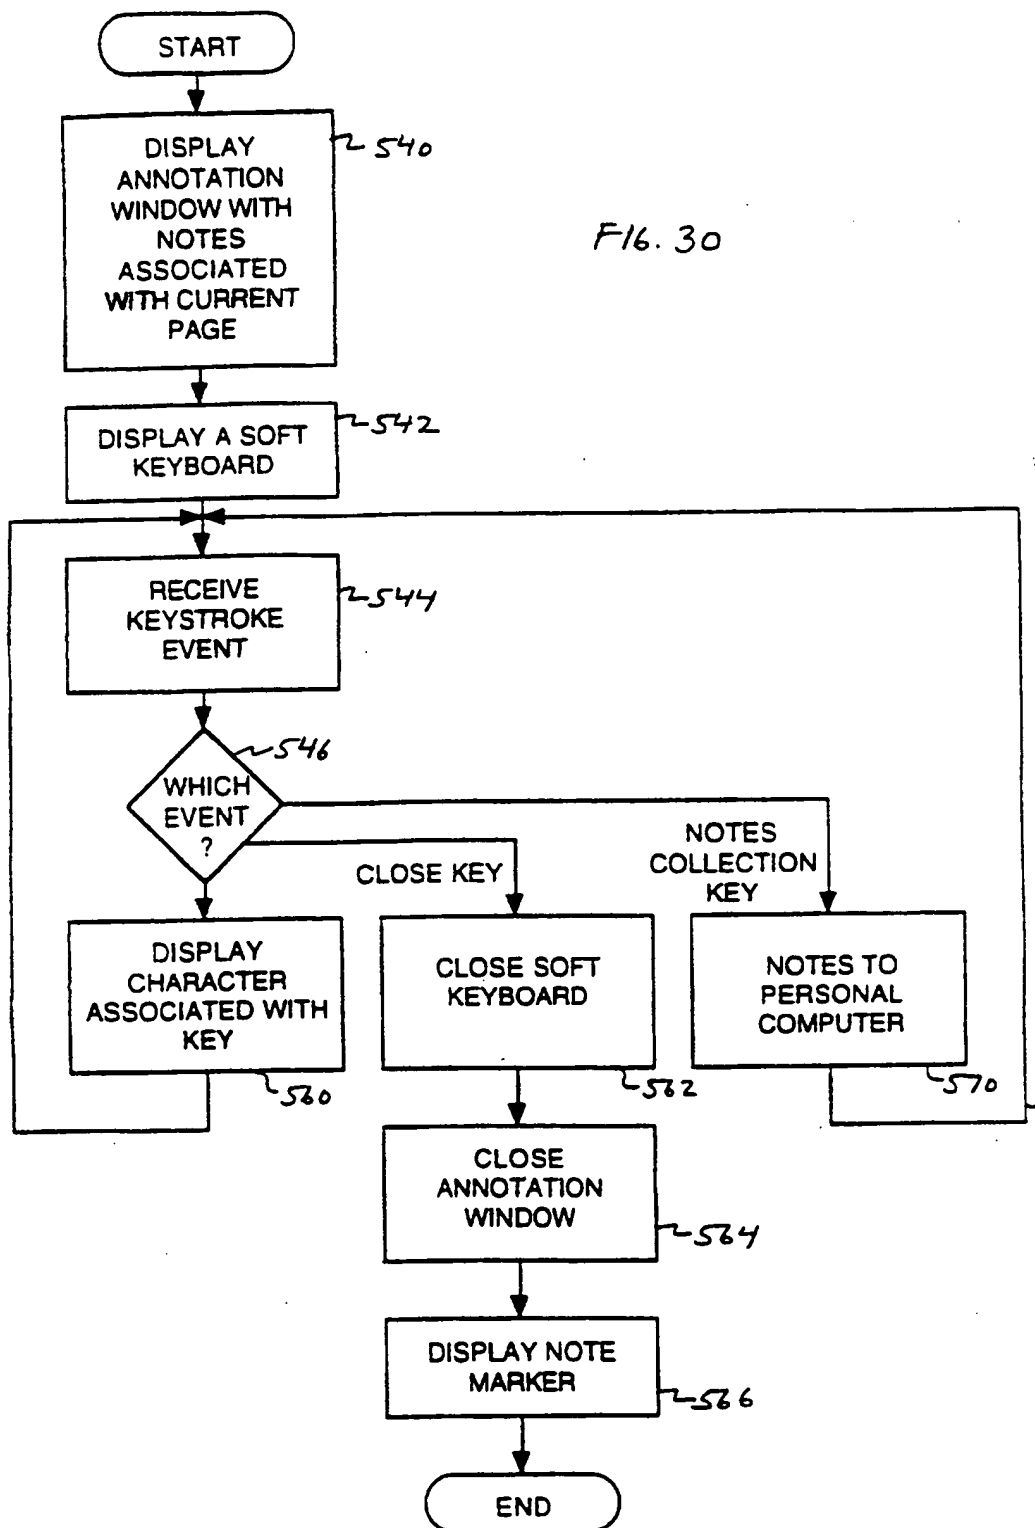 START
DISPLAY
ANNOTATION
WINDOW WITH
NOTES
ASSOCIATED
WITH CURRENT
PAGE
540
FIG. 30
DISPLAY A SOFT
KEYBOARD
542
RECEIVE
KEYSTROKE
EVENT
544
WHICH
EVENT
?
546
CLOSE KEY
NOTES
COLLECTION
KEY
DISPLAY
CHARACTER
ASSOCIATED WITH
KEY
560
CLOSE SOFT
KEYBOARD
562
NOTES TO
PERSONAL
COMPUTER
570
CLOSE
ANNOTATION
WINDOW
564
DISPLAY NOTE
MARKER
566
END